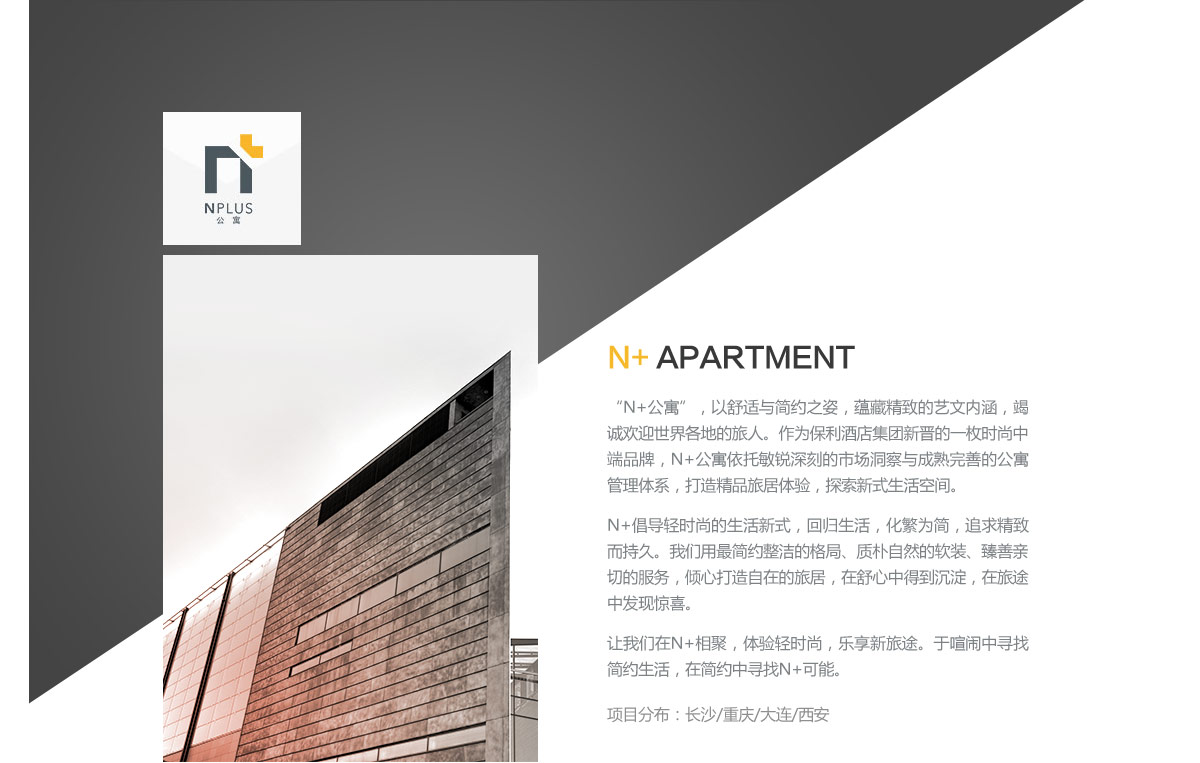 NPLUS
公寓
N+ APARTMENT
“N+公寓”，以舒适与简约之姿，蕴藏精致的艺文内涵，竭
诚欢迎世界各地的旅人。作为保利酒店集团新晋的一枚时尚中
端品牌，N+公寓依托敏锐深刻的市场洞察与成熟完善的公寓
管理体系，打造精品旅居体验，探索新式生活空间。
N+倡导轻时尚的生活新式，回归生活，化繁为简，追求精致
而持久。我们用最简约整洁的格局、质朴自然的软装、臻善亲
切的服务，倾心打造自在的旅居，在舒心中得到沉淀，在旅途
中发现惊喜。
让我们在N+相聚，体验轻时尚，乐享新旅途。于喧闹中寻找
简约生活，在简约中寻找N+可能。
项目分布：长沙/重庆/大连/西安